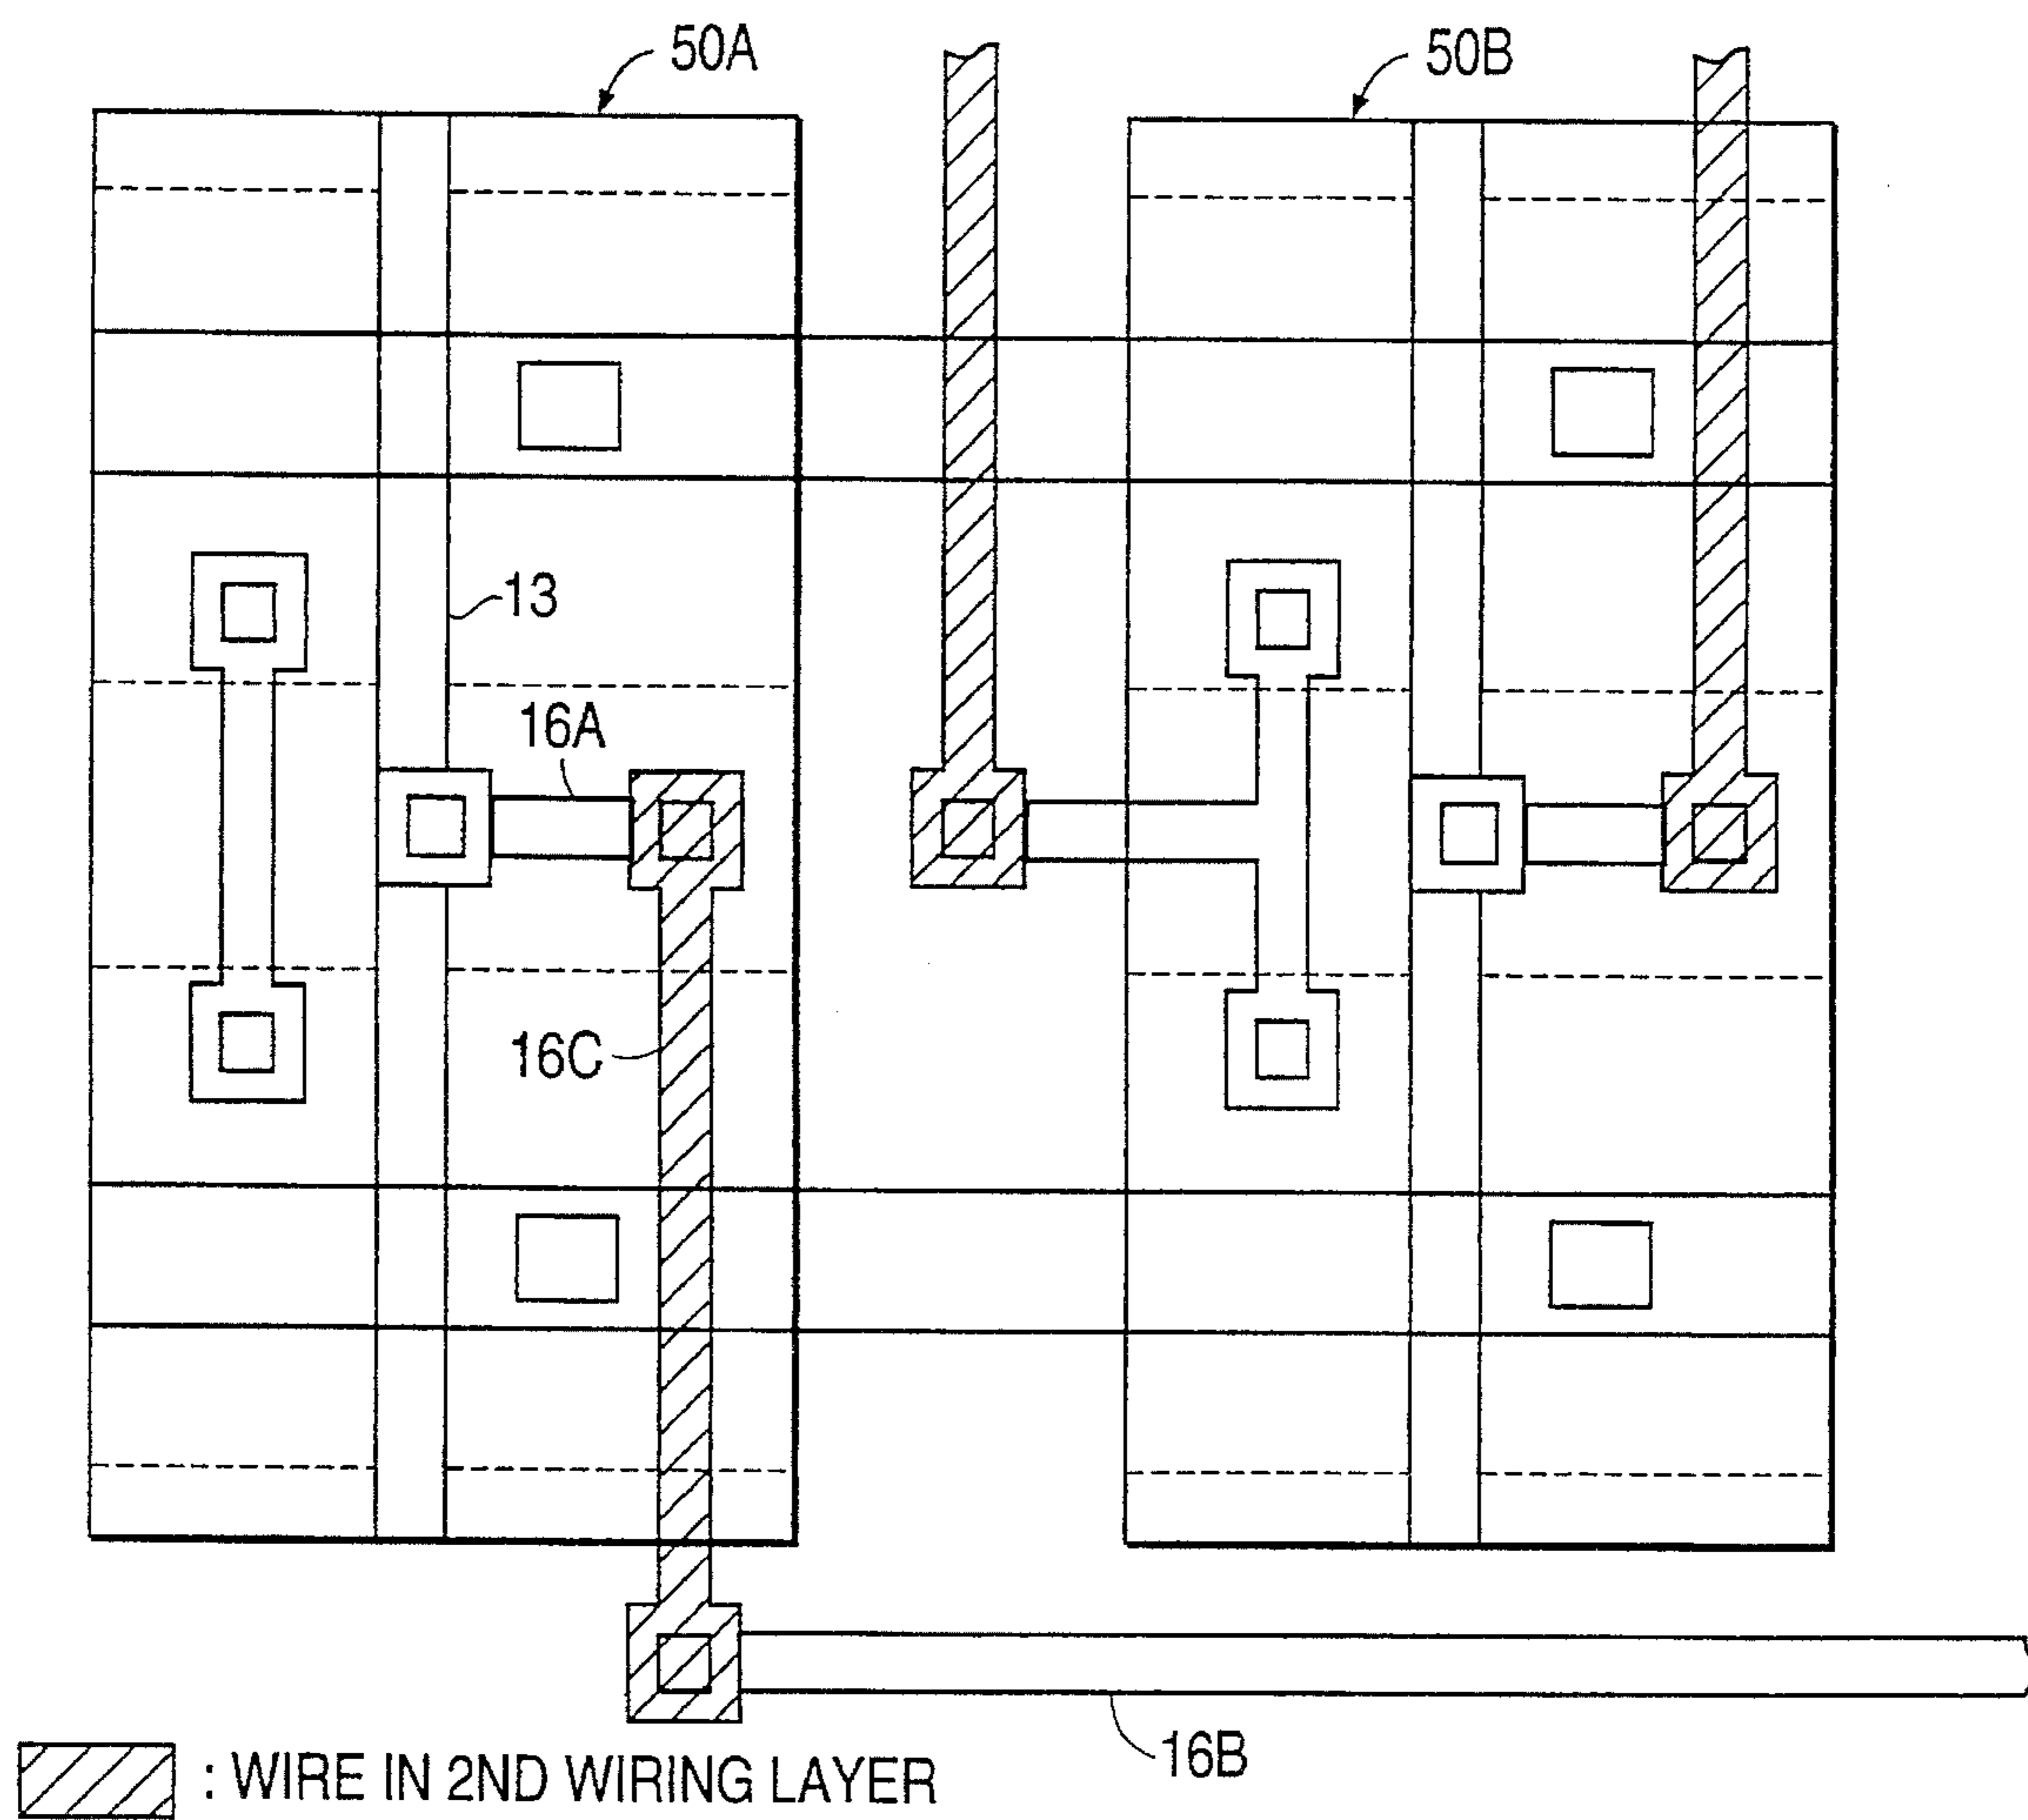 50A
50B
13
16A
16C
16B
: WIRE IN 2ND WIRING LAYER